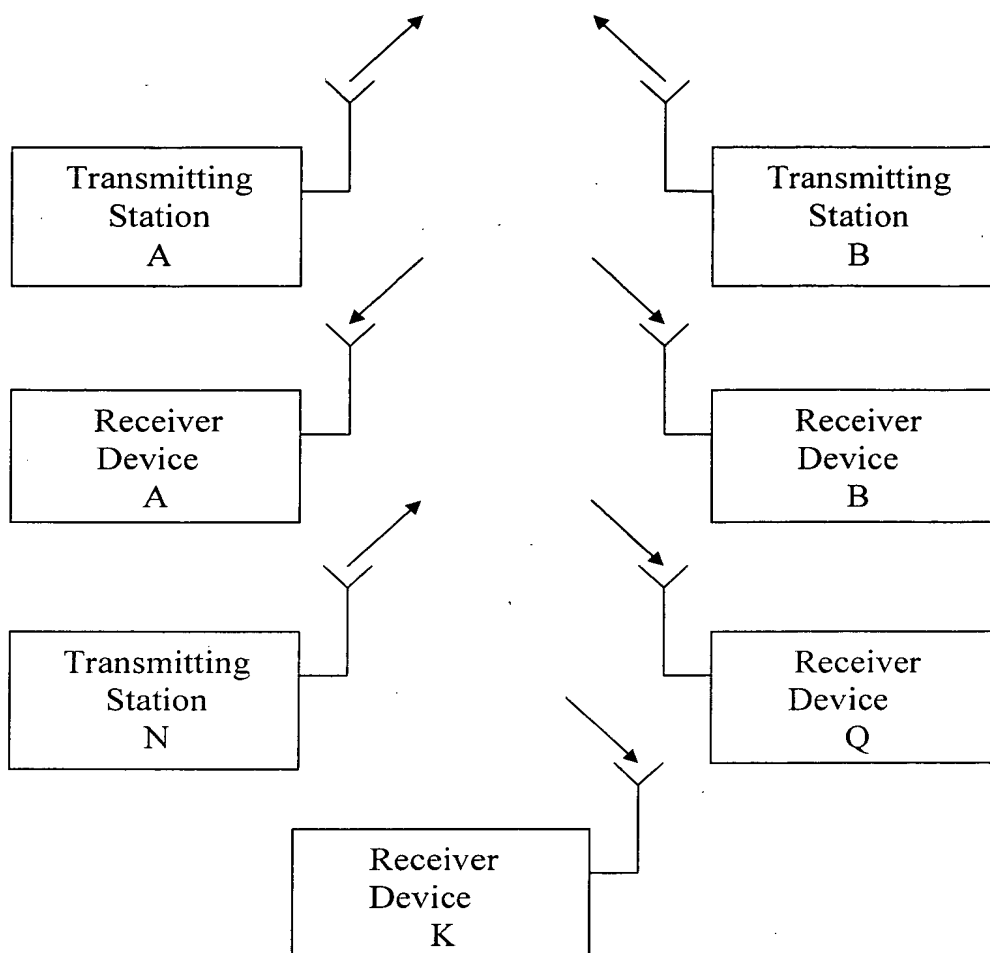 Transmitting
Station
A
Transmitting
Station
B
Receiver
Device
A
Receiver
Device
B
Transmitting
Station
N
Receiver
Device
Q
Receiver
Device
K